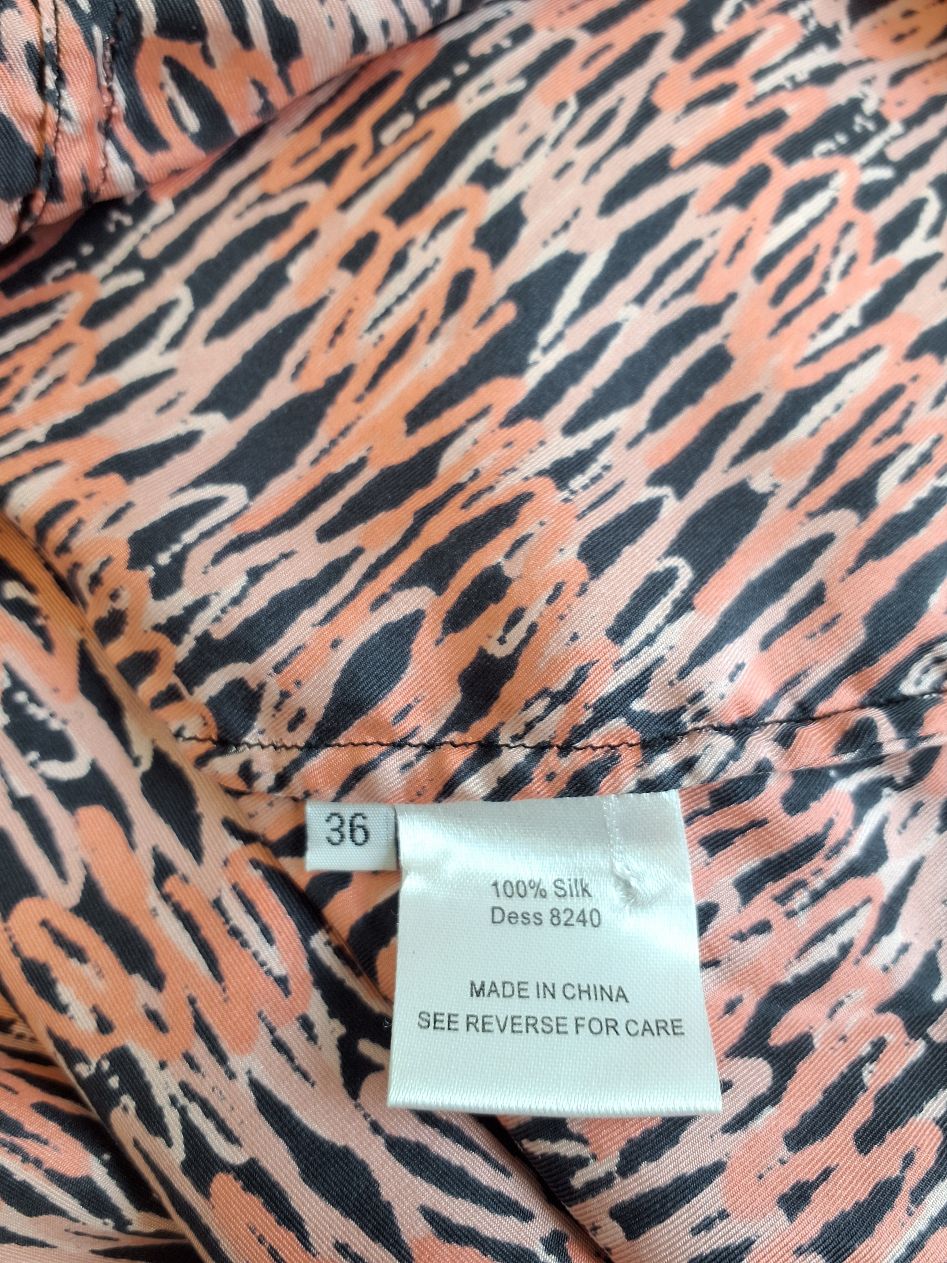 36
100% Silk
Dess 8240
MADE IN CHINA
SEE REVERSE FOR CARE